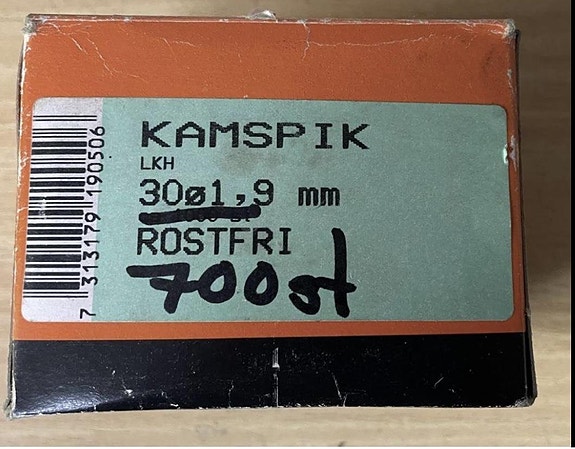 KAMSPIK
LKH
30ø1,9 mm
ROSTFRI
700st
7 313179 190506